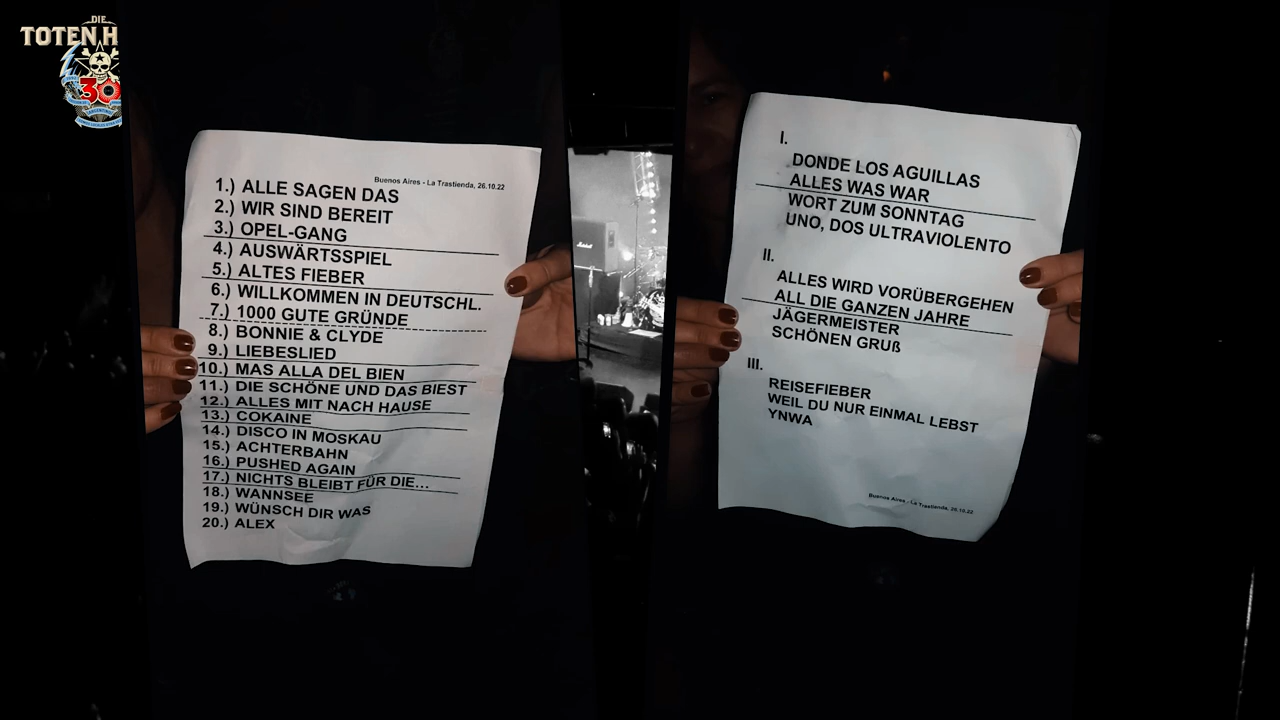 DIE
TOTEN H
30
ARGENTINA
Buenos Aires - La Trastienda, 26.10.22
1.) ALLE SAGEN DAS
2.) WIR SIND BEREIT
3.) OPEL-GANG
4.) AUSWÄRTSSPIEL
5.) ALTES FIEBER
6.) WILLKOMMEN IN DEUTSCHL.
7.) 1000 GUTE GRÜNDE
8.) BONNIE & CLYDE
9.) LIEBESLIED
10.) MAS ALLA DEL BIEN
11.) DIE SCHÖNE UND DAS BIEST
12.) ALLES MIT NACH HAUSE
13.) COKAINE
14.) DISCO IN MOSKAU
15.) ACHTERBAHN
16.) PUSHED AGAIN
17.) NICHTS BLEIBT FÜR DIE...
18.) WANNSEE
19.) WÜNSCH DIR WAS
20.) ALEX
Marshall
I.
DONDE LOS AGUILLAS
ALLES WAS WAR
WORT ZUM SONNTAG
UNO, DOS ULTRAVIOLENTO
II.
ALLES WIRD VORÜBERGEHEN
ALL DIE GANZEN JAHRE
JÄGERMEISTER
SCHÖNEN GRUß
III.
REISEFIEBER
WEIL DU NUR EINMAL LEBST
YNWA
Buenos Aires - La Trastienda, 26.10.22